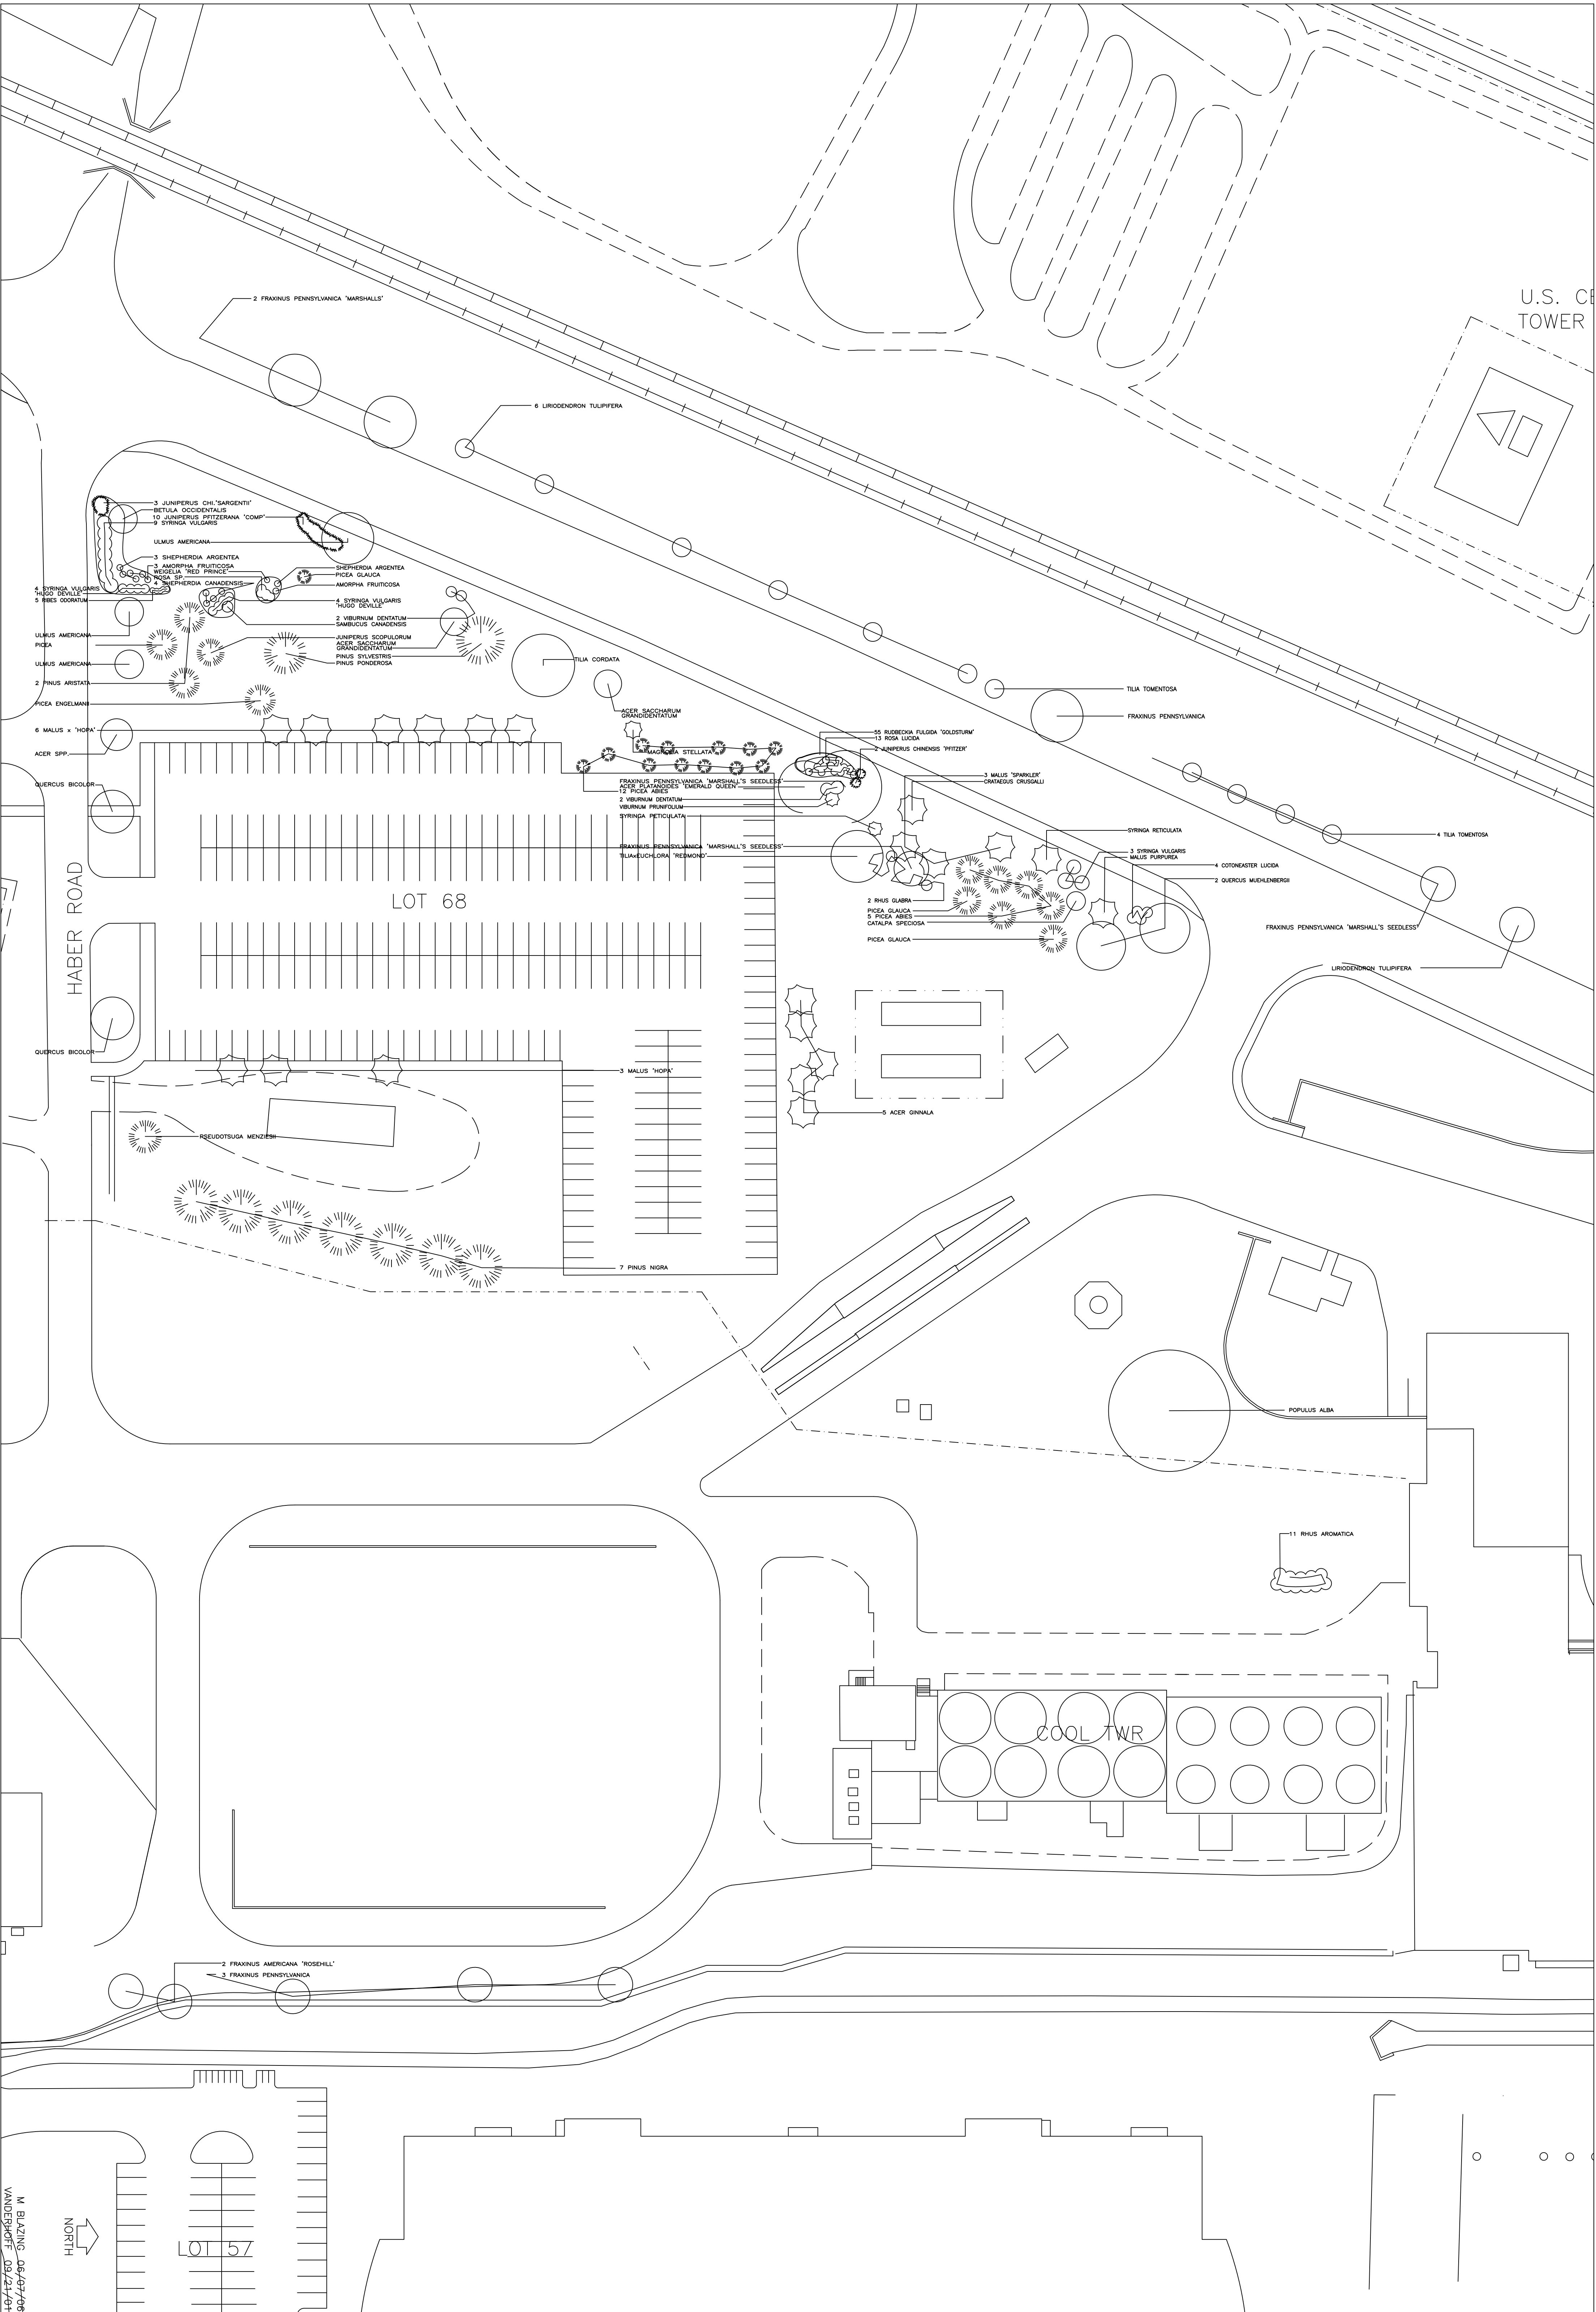 U.S. CE
TOWER
2 FRAXINUS PENNSYLVANICA 'MARSHALLS'
6 LIRIODENDRON TULIPIFERA
3 JUNIPERUS CHI.'SARGENTII'
BETULA OCCIDENTALIS
10 JUNIPERUS PFITZERANA 'COMP'
9 SYRINGA VULGARIS
ULMUS AMERICANA
3 SHEPHERDIA ARGENTEA
3 AMORPHA FRUITICOSA
WEIGELIA 'RED PRINCE'
ROSA SP.
4 SHEPHERDIA CANADENSIS
SHEPHERDIA ARGENTEA
PICEA GLAUCA
AMORPHA FRUITICOSA
4 SYRINGA VULGARIS
'HUGO DEVILLE'
5 RIBES ODORATUM
4 SYRINGA VULGARIS
'HUGO DEVILLE'
2 VIBURNUM DENTATUM
SAMBUCUS CANADENSIS
ULMUS AMERICANA
PICEA
JUNIPERUS SCOPULORUM
ACER SACCHARUM
GRANDIDENTATUM
PINUS SYLVESTRIS
PINUS PONDEROSA
ULMUS AMERICANA
2 PINUS ARISTATA
PICEA ENGELMANII
TILIA CORDATA
ACER SACCHARUM
GRANDIDENTATUM
TILIA TOMENTOSA
FRAXINUS PENNSYLVANICA
6 MALUS x 'HOPA'
ACER SPP.
MAGNOLIA STELLATA
55 RUDBECKIA FULGIDA 'GOLDSTURM'
13 ROSA LUCIDA
2 JUNIPERUS CHINENSIS 'PFITZER'
QUERCUS BICOLOR
FRAXINUS PENNSYLVANICA 'MARSHALL'S SEEDLESS'
ACER PLATANOIDES 'EMERALD QUEEN'
12 PICEA ABIES
2 VIBURNUM DENTATUM
VIBURNUM PRUNIFOLIUM
SYRINGA PETICULATA
3 MALUS 'SPARKLER'
CRATAEGUS CRUSGALLI
SYRINGA RETICULATA
4 TILIA TOMENTOSA
FRAXINUS PENNSYLVANICA 'MARSHALL'S SEEDLESS'
TILIAxEUCHLORA 'REDMOND'
3 SYRINGA VULGARIS
MALUS PURPUREA
4 COTONEASTER LUCIDA
2 QUERCUS MUEHLENBERGII
HABER ROAD
LOT 68
2 RHUS GLABRA
PICEA GLAUCA
5 PICEA ABIES
CATALPA SPECIOSA
PICEA GLAUCA
FRAXINUS PENNSYLVANICA 'MARSHALL'S SEEDLESS'
LIRIODENDRON TULIPIFERA
QUERCUS BICOLOR
3 MALUS 'HOPA'
5 ACER GINNALA
PSEUDOTSUGA MENZIESII
7 PINUS NIGRA
POPULUS ALBA
11 RHUS AROMATICA
COOL TWR
2 FRAXINUS AMERICANA 'ROSEHILL'
3 FRAXINUS PENNSYLVANICA
NORTH
LOT 57
M BLAZING 06/07/06
VANDERHOFF 09/21/01